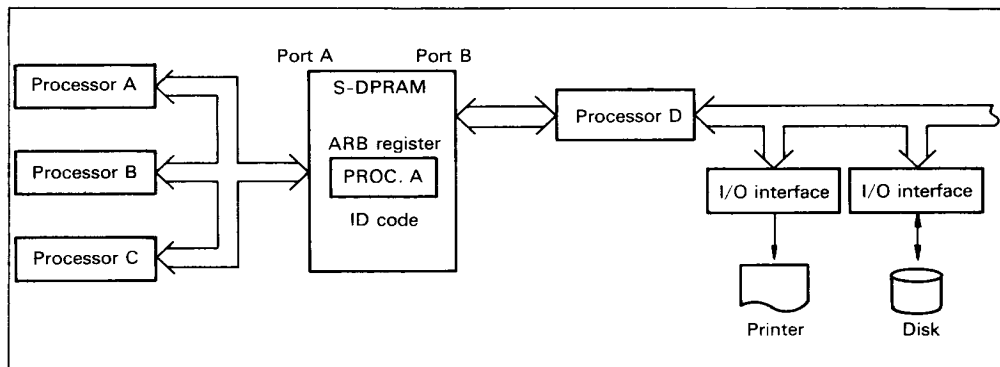 Port A
Port B
Processor A
Processor B
Processor C
S-DPRAM
ARB register
PROC. A
ID code
Processor D
I/O interface
I/O interface
Printer
Disk